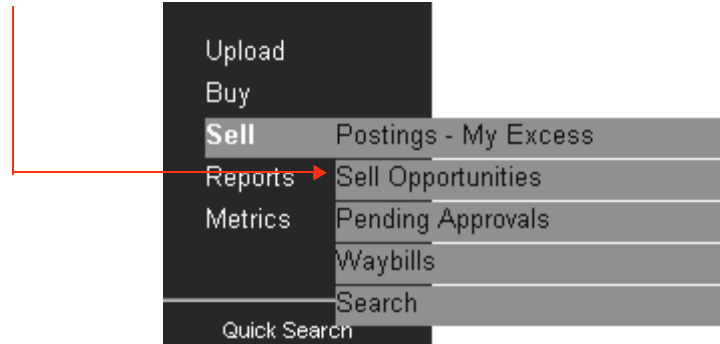 Upload
Buy
Sell Postings - My Excess
Reports Sell Opportunities
Metrics Pending Approvals
Waybills
Search
Quick Search